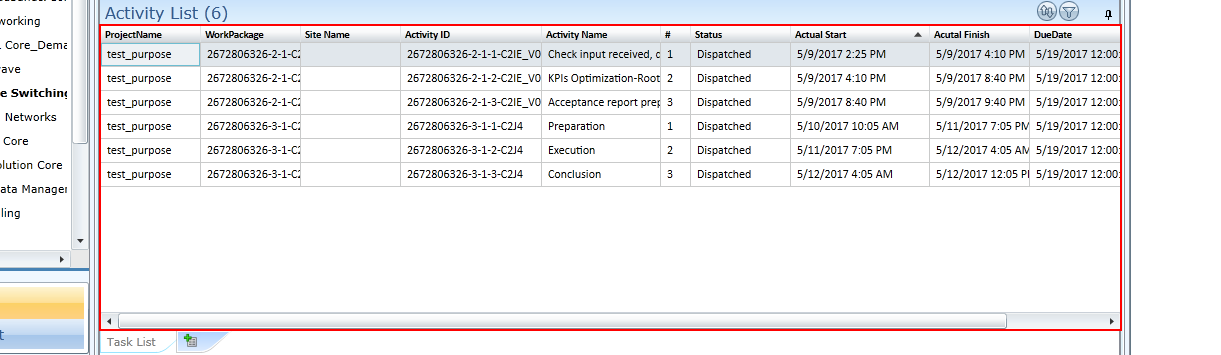 Activity List (6)
ProjectName WorkPackage Site Name Activity ID Activity Name # Status Actual Start Acutal Finish DueDate
test_purpose 2672806326-2-1-C2 2672806326-2-1-1-C2IE_V0 Check input received, c 1 Dispatched 5/9/2017 2:25 PM 5/9/2017 4:10 PM 5/19/2017 12:00
test_purpose 2672806326-2-1-C2 2672806326-2-1-2-C2IE_V0 KPIs Optimization-Root 2 Dispatched 5/9/2017 4:10 PM 5/9/2017 8:40 PM 5/19/2017 12:00
test_purpose 2672806326-2-1-C2 2672806326-2-1-3-C2IE_V0 Acceptance report prep 3 Dispatched 5/9/2017 8:40 PM 5/9/2017 9:40 PM 5/19/2017 12:00
test_purpose 2672806326-3-1-C2 2672806326-3-1-1-C2J4 Preparation 1 Dispatched 5/10/2017 10:05 AM 5/11/2017 7:05 PM 5/19/2017 12:00
test_purpose 2672806326-3-1-C2 2672806326-3-1-2-C2J4 Execution 2 Dispatched 5/11/2017 7:05 PM 5/12/2017 4:05 AM 5/19/2017 12:00
test_purpose 2672806326-3-1-C2 2672806326-3-1-3-C2J4 Conclusion 3 Dispatched 5/12/2017 4:05 AM 5/12/2017 12:05 P 5/19/2017 12:00
Task List
working
Core_Dema
ave
e Switching
Networks
Core
olution Core
ata Manager
lling
t